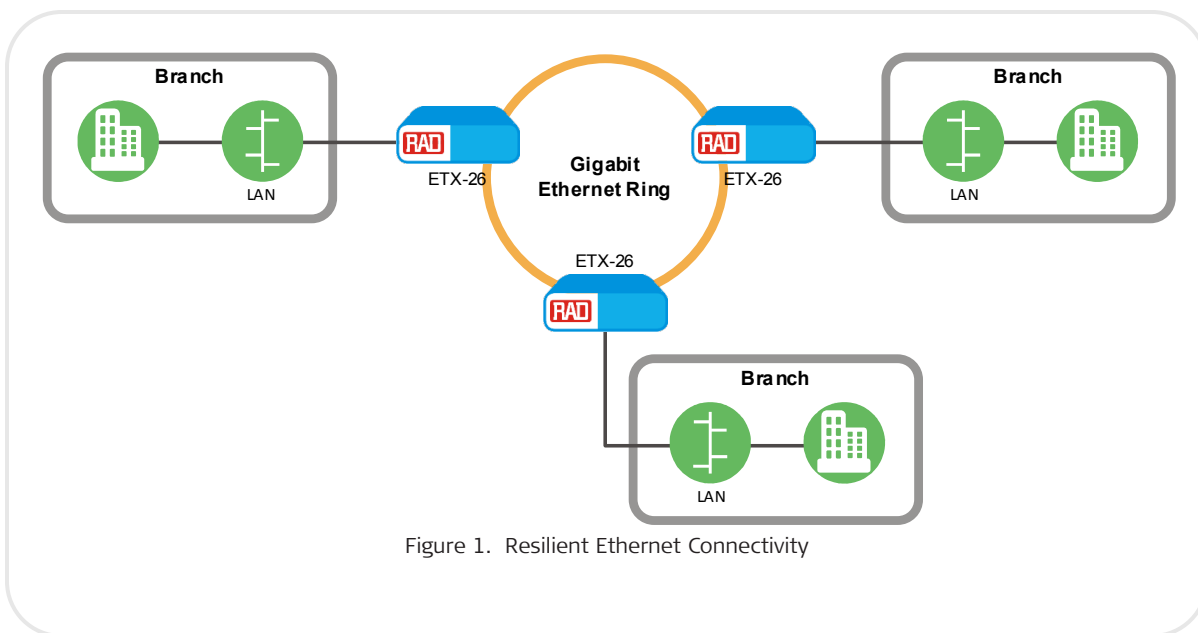 Branch
LAN
RAD
ETX-26
Gigabit
Ethernet Ring
RAD
ETX-26
Branch
LAN
ETX-26
RAD
Branch
LAN
Figure 1. Resilient Ethernet Connectivity